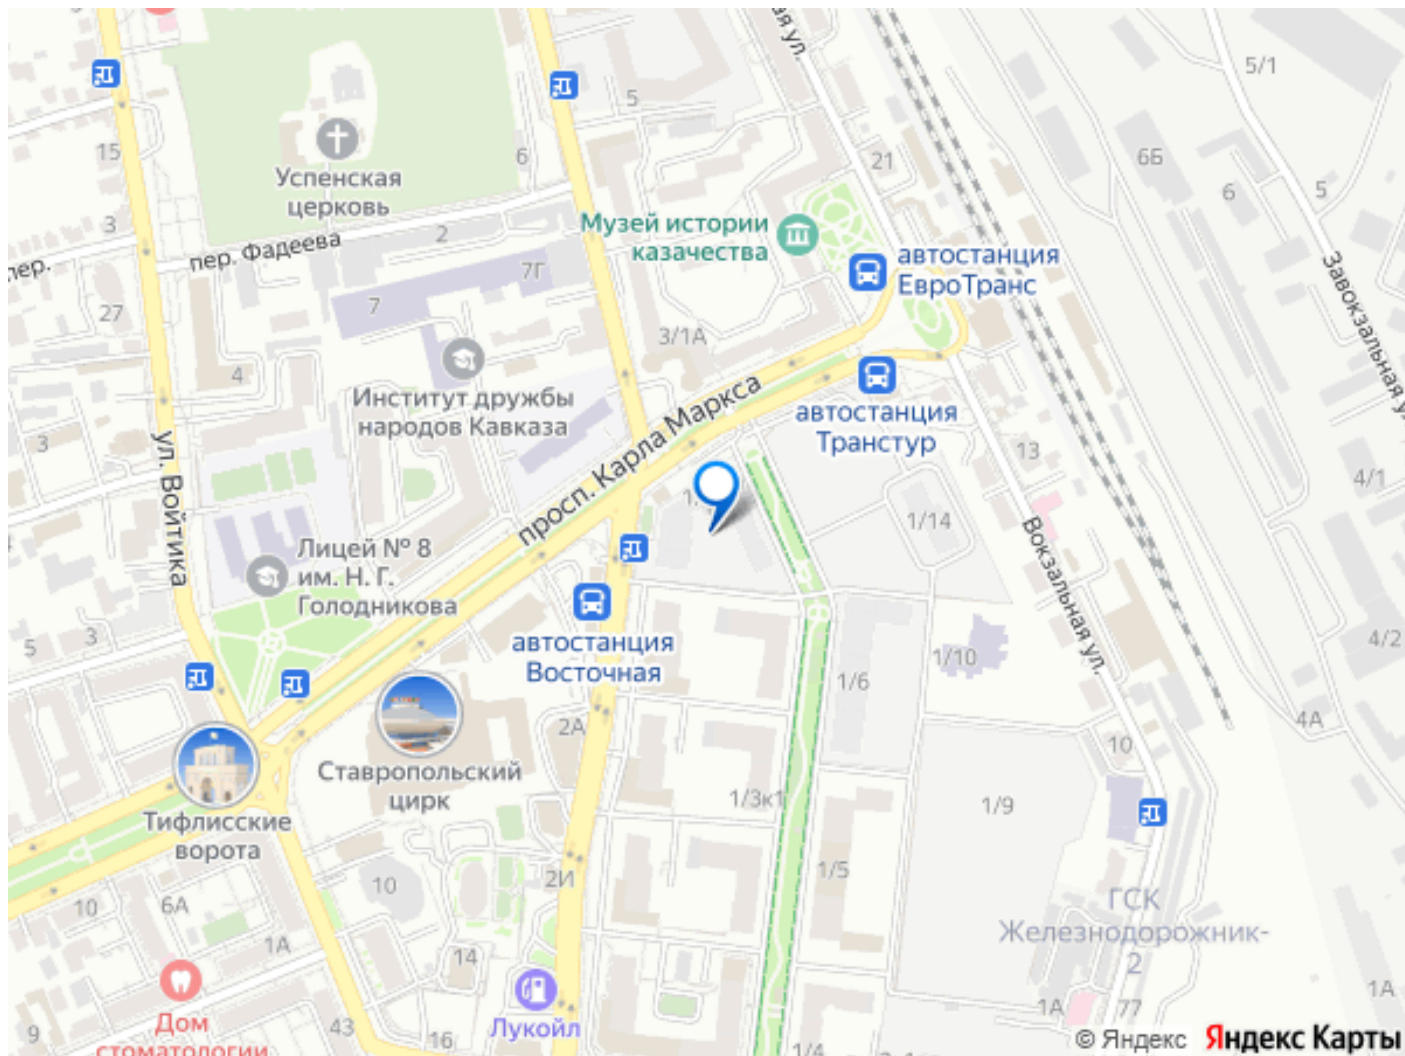 ая ул.
5/1
5
15
6
21
6Б
Успенская
церковь
6
5
3
Музей истории
казачества
2
пер. Фадеева
пер.
7Г
автостанция
ЕвроТранс
Завокзальная ул.
27
7
3/1А
4
Институт дружбы
народов Кавказа
просп. Карла Маркса
автостанция
Транстур
3
ул. Войтика
13
4/1
1/14
Лицей № 8
им. Н. Г.
Голодникова
Вокзальная ул.
5
3
автостанция
Восточная
4/2
1/10
1/6
2А
4А
10
Ставропольский
цирк
1/3к1
1/9
Тифлисские
ворота
1/5
10
2И
6А
10
ГСК
Железнодорожник-
2
1А
14
1А
1А
77
Дом
стоматологии
43
9
16
Лукойл
1/4
© Яндекс Яндекс Карты